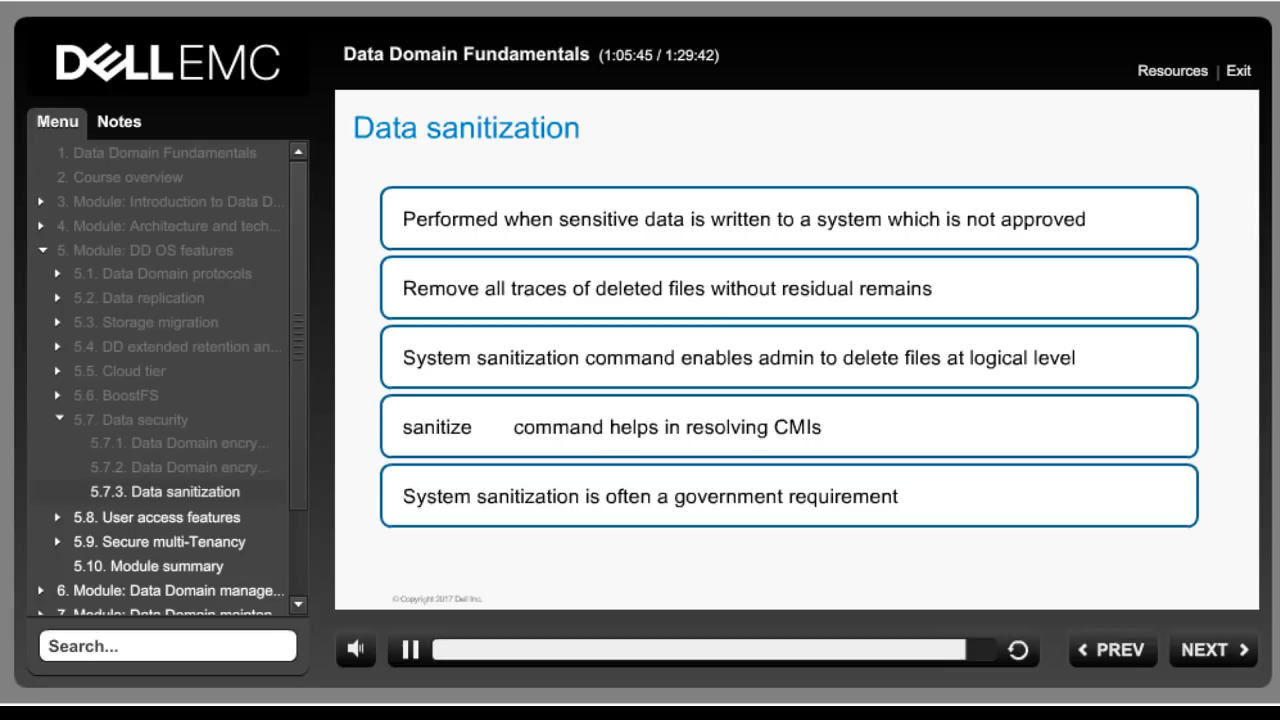 DELLEMC
Data Domain Fundamentals (1:05:45 / 1:29:42)
Resources | Exit
Menu Notes
1. Data Domain Fundamentals
2. Course overview
3. Module: Introduction to Data D...
4. Module: Architecture and tech...
5. Module: DD OS features
5.1. Data Domain protocols
5.2. Data replication
5.3. Storage migration
5.4. DD extended retention an...
5.5. Cloud tier
5.6. BoostFS
5.7. Data security
5.7.1. Data Domain encry...
5.7.2. Data Domain encry...
5.7.3. Data sanitization
5.8. User access features
5.9. Secure multi-Tenancy
5.10. Module summary
6. Module: Data Domain manage...
7. Module: Data Domain mainten...
Search...
Data sanitization
Performed when sensitive data is written to a system which is not approved
Remove all traces of deleted files without residual remains
System sanitization command enables admin to delete files at logical level
sanitize command helps in resolving CMIs
System sanitization is often a government requirement
© Copyright 2017 Dell Inc.
PREV
NEXT